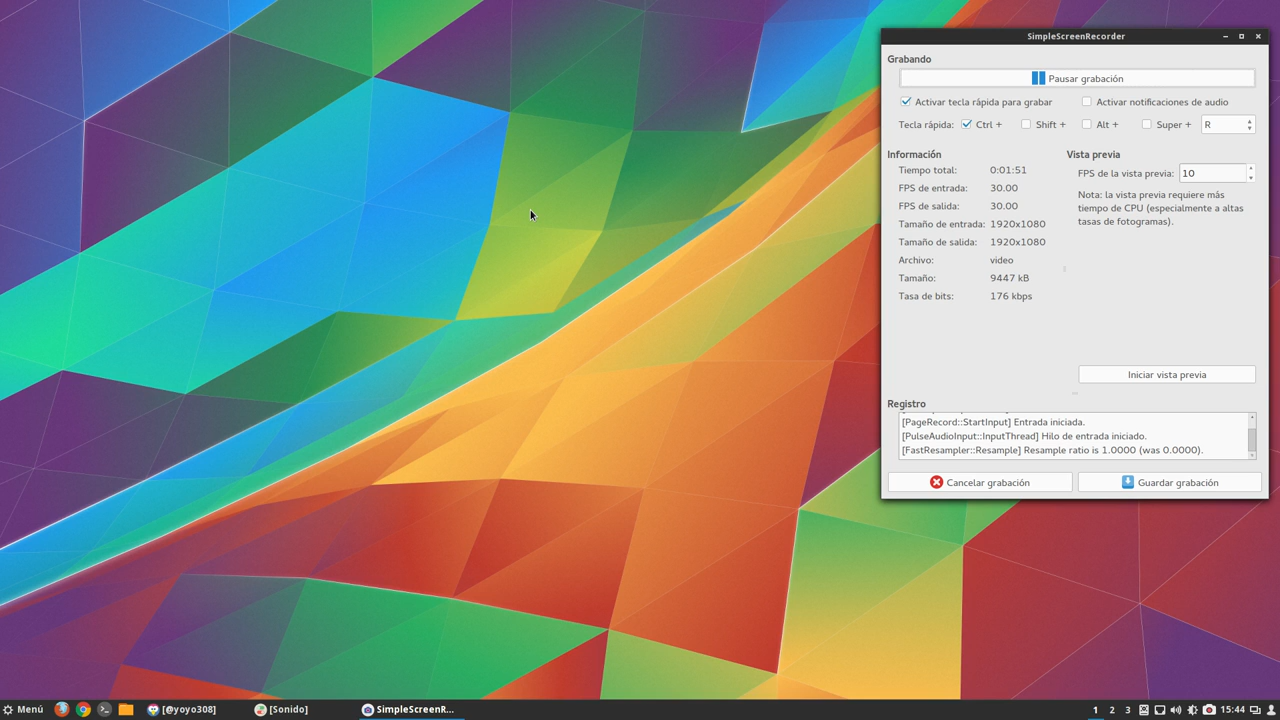 SimpleScreenRecorder
Grabando
Pausar grabación
Activar tecla rápida para grabar
Activar notificaciones de audio
Tecla rápida: Ctrl + Shift + Alt + Super + R
Información
Tiempo total: 0:01:51
FPS de entrada: 30.00
FPS de salida: 30.00
Tamaño de entrada: 1920x1080
Tamaño de salida: 1920x1080
Archivo: video
Tamaño: 9447 kB
Tasa de bits: 176 kbps
Vista previa
FPS de la vista previa: 10
Nota: la vista previa requiere más
tiempo de CPU (especialmente a altas
tasas de fotogramas).
Iniciar vista previa
Registro
[PageRecord::StartInput] Entrada iniciada.
[PulseAudioInput::InputThread] Hilo de entrada iniciado.
[FastResampler::Resample] Resample ratio is 1.0000 (was 0.0000).
Cancelar grabación
Guardar grabación
Menú
[@yoyo308]
[Sonido]
SimpleScreenR...
1 2 3
15:44